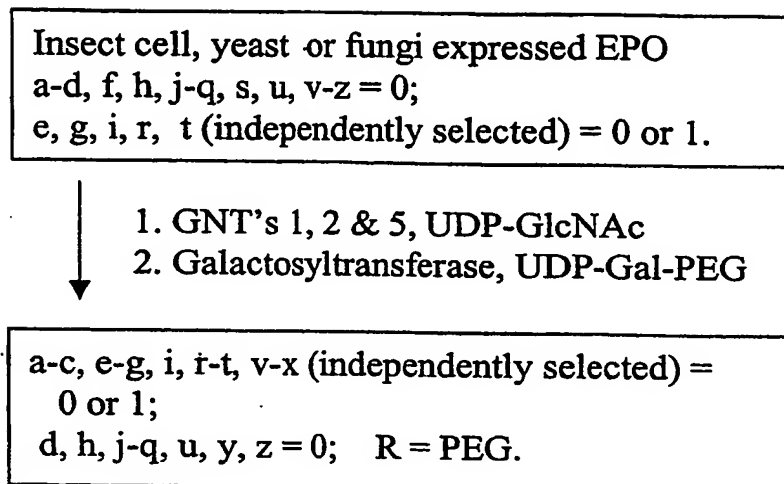 Insect cell, yeast or fungi expressed EPO
a-d, f, h, j-q, s, u, v-z = 0;
e, g, i, r, t (independently selected) = 0 or 1.
1. GNT's 1, 2 & 5, UDP-GlcNAc
2. Galactosyltransferase, UDP-Gal-PEG
a-c, e-g, i, r-t, v-x (independently selected) =
0 or 1;
d, h, j-q, u, y, z = 0; R = PEG.